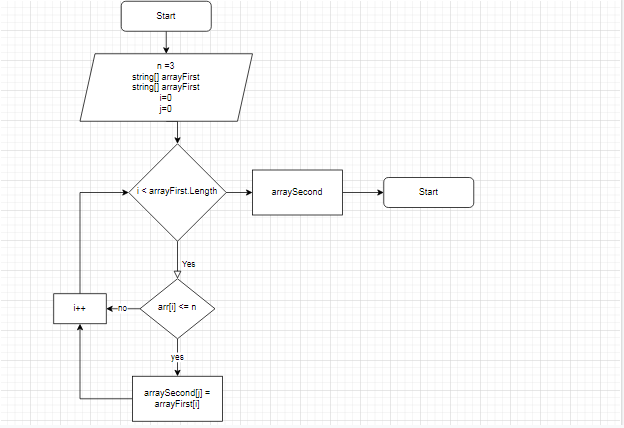 Start
n =3
string[] arrayFirst
string[] arrayFirst
i=0
j=0
i < arrayFirst.Length
arraySecond
Start
Yes
i++
no
arr[i] <= n
yes
arraySecond[j] =
arrayFirst[i]